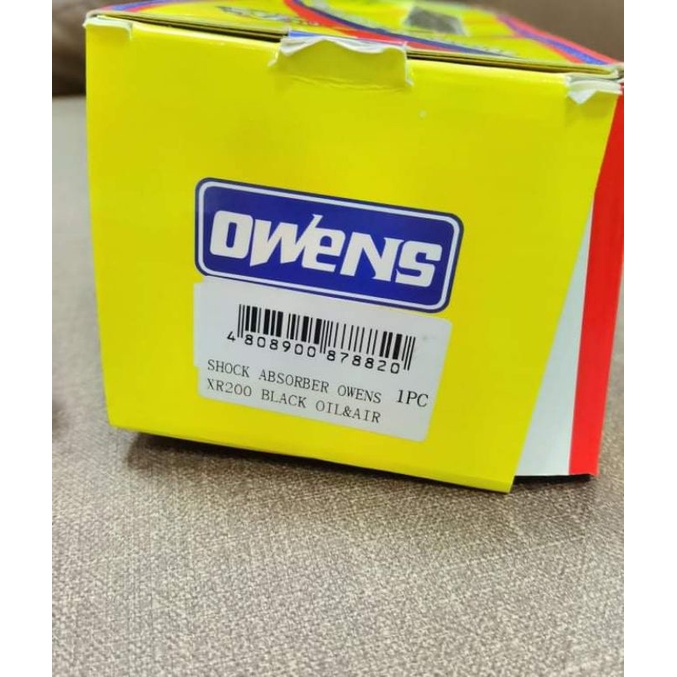 OWENS
4 808900 878820
SHOCK ABSORBER OWENS 1PC
XR200 BLACK OIL&AIR